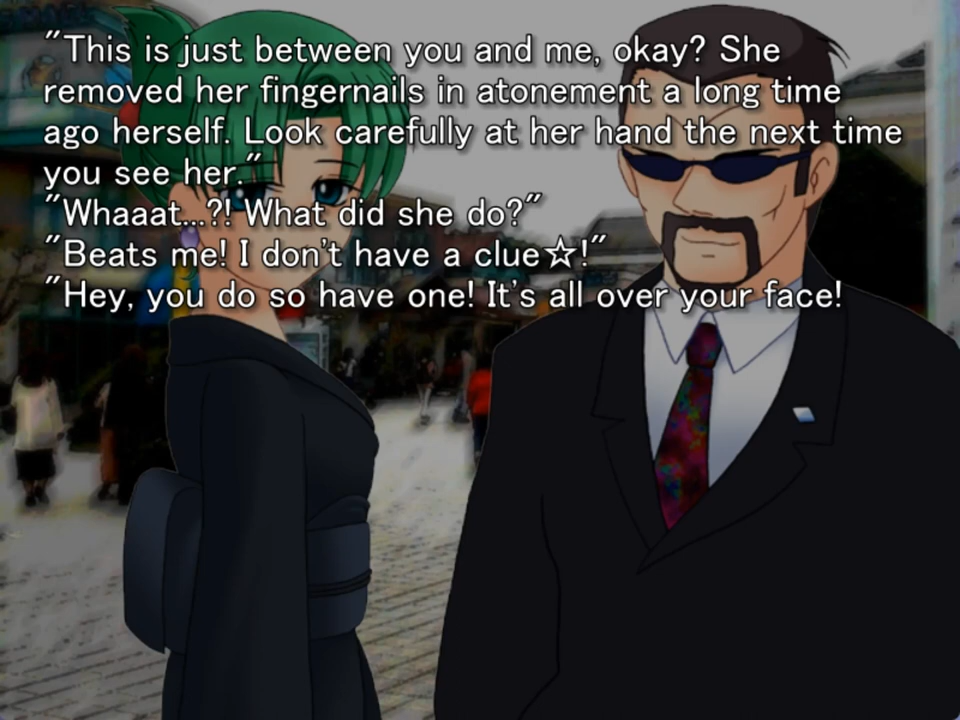 "This is just between you and me, okay? She
removed her fingernails in atonement a long time
ago herself. Look carefully at her hand the next time
you see her."
"Whaaat...?! What did she do?"
"Beats me! I don't have a clue☆!"
"Hey, you do so have one! It's all over your face!